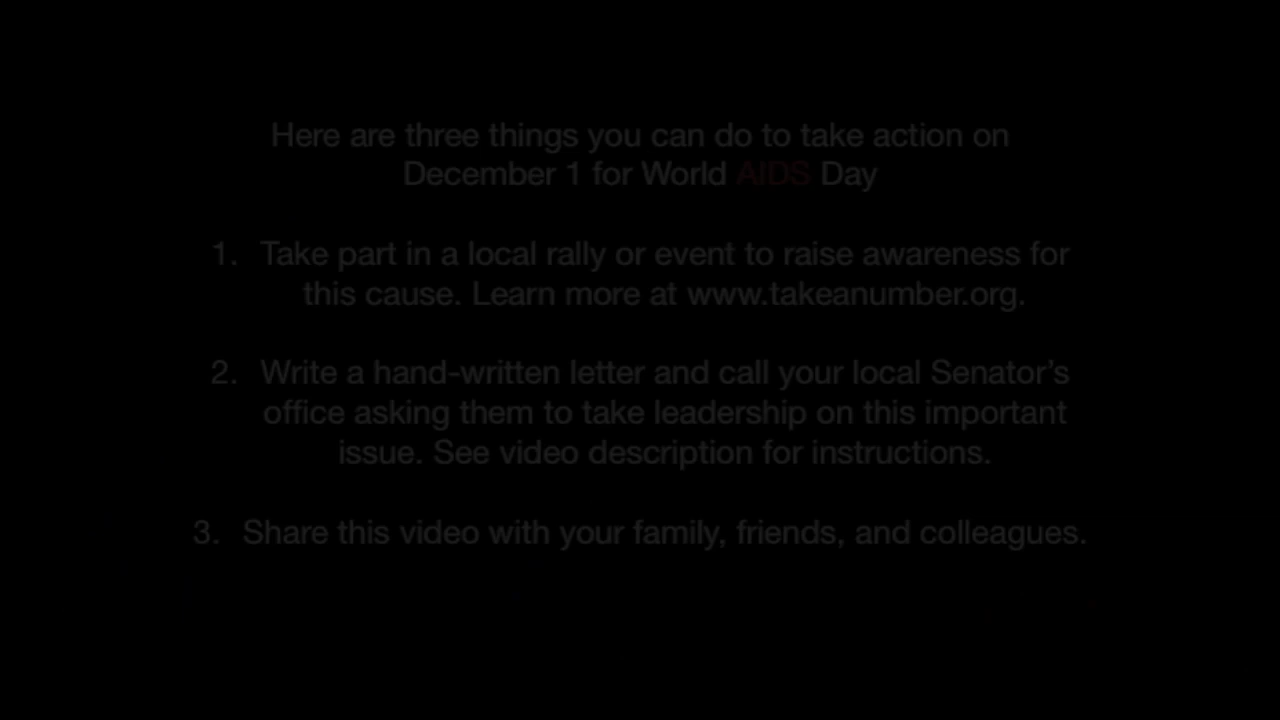 Here are three things you can do to take action on
December 1 for World AIDS Day
1. Take part in a local rally or event to raise awareness for
this cause. Learn more at www.takeanumber.org.
2. Write a hand-written letter and call your local Senator’s
office asking them to take leadership on this important
issue. See video description for instructions.
3. Share this video with your family, friends, and colleagues.